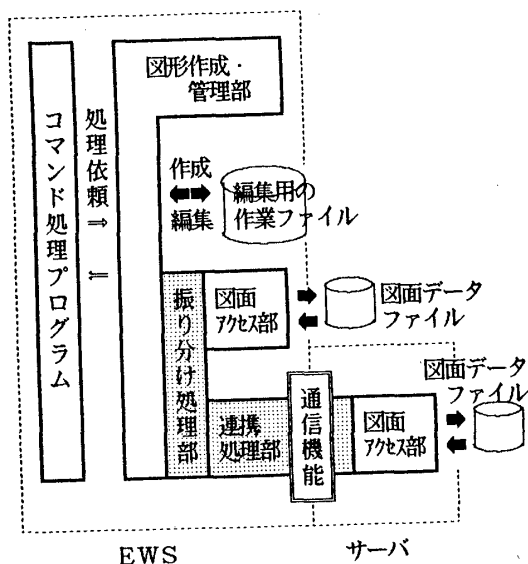 図形作成・
管理部
コマンド処理プログラム
処理依頼⇒
⇐
作成
編集
編集用の
作業ファイル
振り分け処理部
図面
アクセス部
図面データ
ファイル
連携
処理部
通信機能
図面
アクセス部
図面データ
ファイル
EWS
サーバ